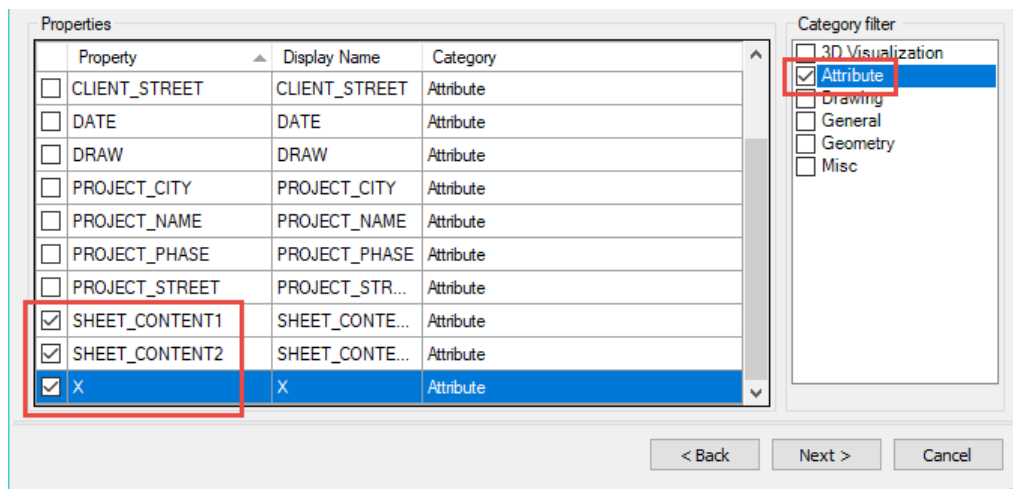 Properties
Property Display Name Category
CLIENT_STREET CLIENT_STREET Attribute
DATE DATE Attribute
DRAW DRAW Attribute
PROJECT_CITY PROJECT_CITY Attribute
PROJECT_NAME PROJECT_NAME Attribute
PROJECT_PHASE PROJECT_PHASE Attribute
PROJECT_STREET PROJECT_STR... Attribute
SHEET_CONTENT1 SHEET_CONTE... Attribute
SHEET_CONTENT2 SHEET_CONTE... Attribute
X X Attribute
Category filter
3D Visualization
Attribute
Drawing
General
Geometry
Misc
< Back Next > Cancel